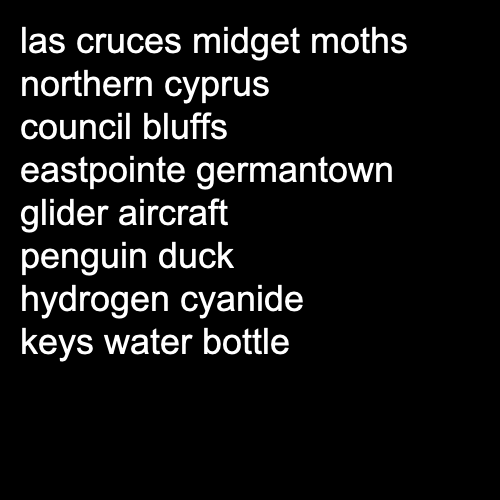 las cruces midget moths
northern cyprus
council bluffs
eastpointe germantown
glider aircraft
penguin duck
hydrogen cyanide
keys water bottle